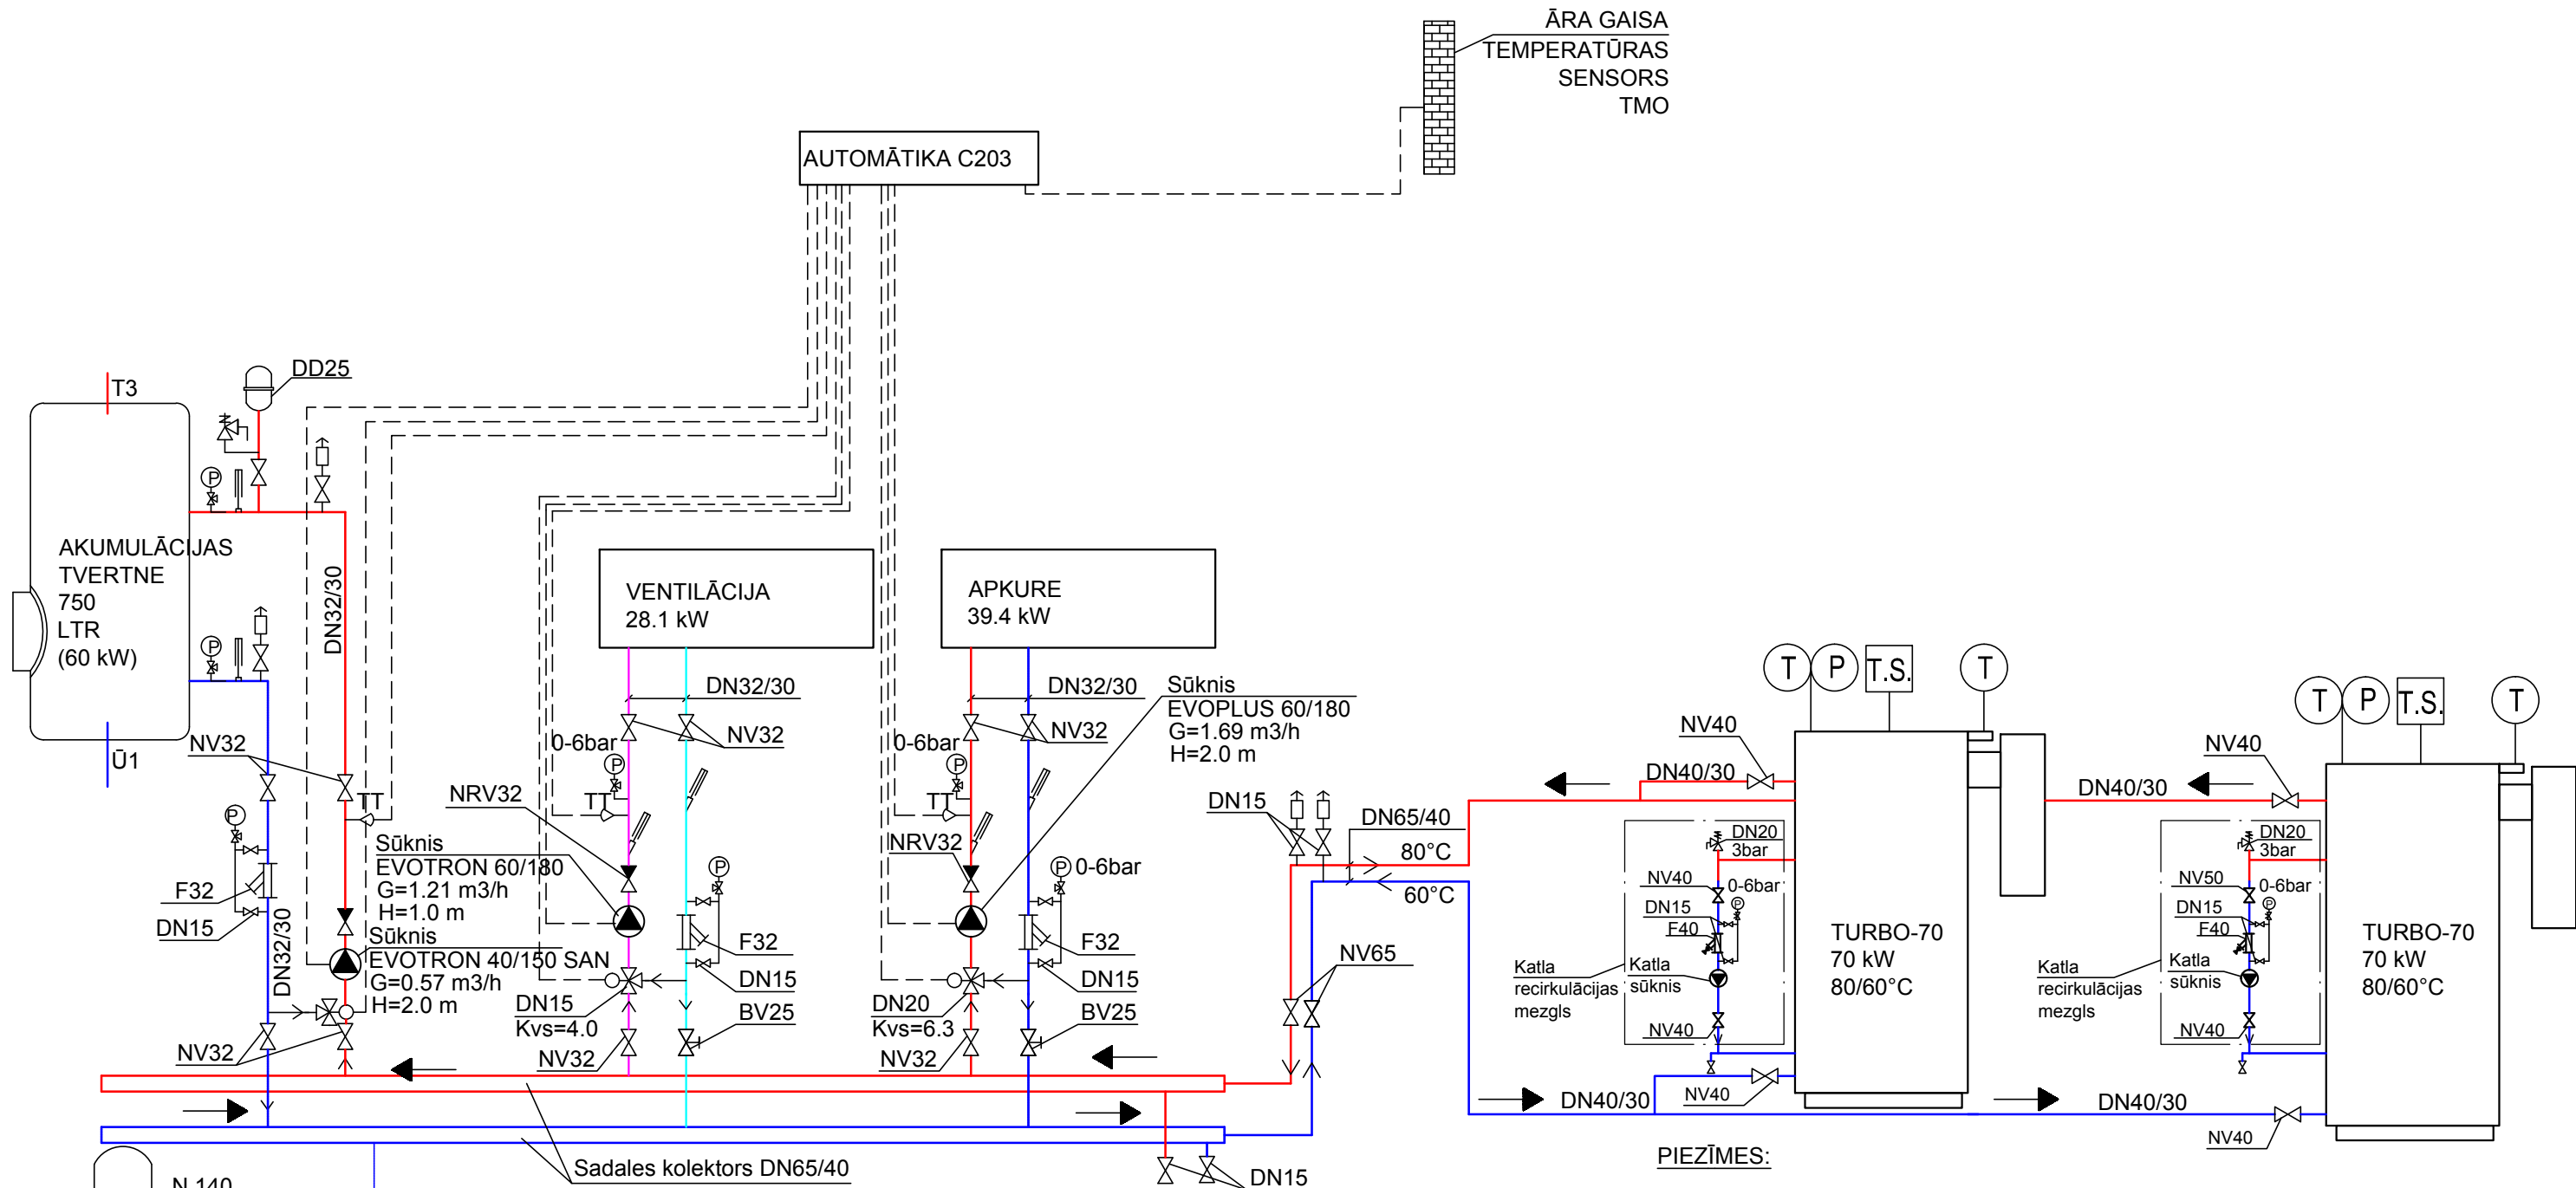 ĀRA GAISA
TEMPERATŪRAS
SENSORS
TMO
AUTOMĀTIKA C203
T3
DD25
P
AKUMULĀCIJAS
TVERTNE
750
LTR
(60 kW)
P
DN32/30
Ū1
NV32
TT
P
F32
DN15
DN32/30
NV32
Sūknis
EVOTRON 60/180
G=1.21 m3/h
H=1.0 m
Sūknis
EVOTRON 40/150 SAN
G=0.57 m3/h
H=2.0 m
VENTILĀCIJA
28.1 kW
DN32/30
NV32
0-6bar
P
TT
NRV32
P
F32
DN15
DN15
Kvs=4.0
BV25
NV32
APKURE
39.4 kW
DN32/30
NV32
0-6bar
P
TT
NRV32
Sūknis
EVOPLUS 60/180
G=1.69 m3/h
H=2.0 m
P
0-6bar
F32
DN15
DN20
Kvs=6.3
BV25
NV32
DN15
DN65/40
80°C
60°C
NV65
Sadales kolektors DN65/40
DN15
N 140
T
P
T.S.
T
NV40
DN40/30
DN20
3bar
NV40
0-6bar
P
DN15
F40
Katla
recirkulācijas
mezgls
Katla
sūknis
NV40
TURBO-70
70 kW
80/60°C
DN40/30
NV40
T
P
T.S.
T
NV40
DN40/30
DN20
3bar
NV50
0-6bar
P
DN15
F40
Katla
recirkulācijas
mezgls
Katla
sūknis
NV40
TURBO-70
70 kW
80/60°C
DN40/30
NV40
PIEZĪMES: